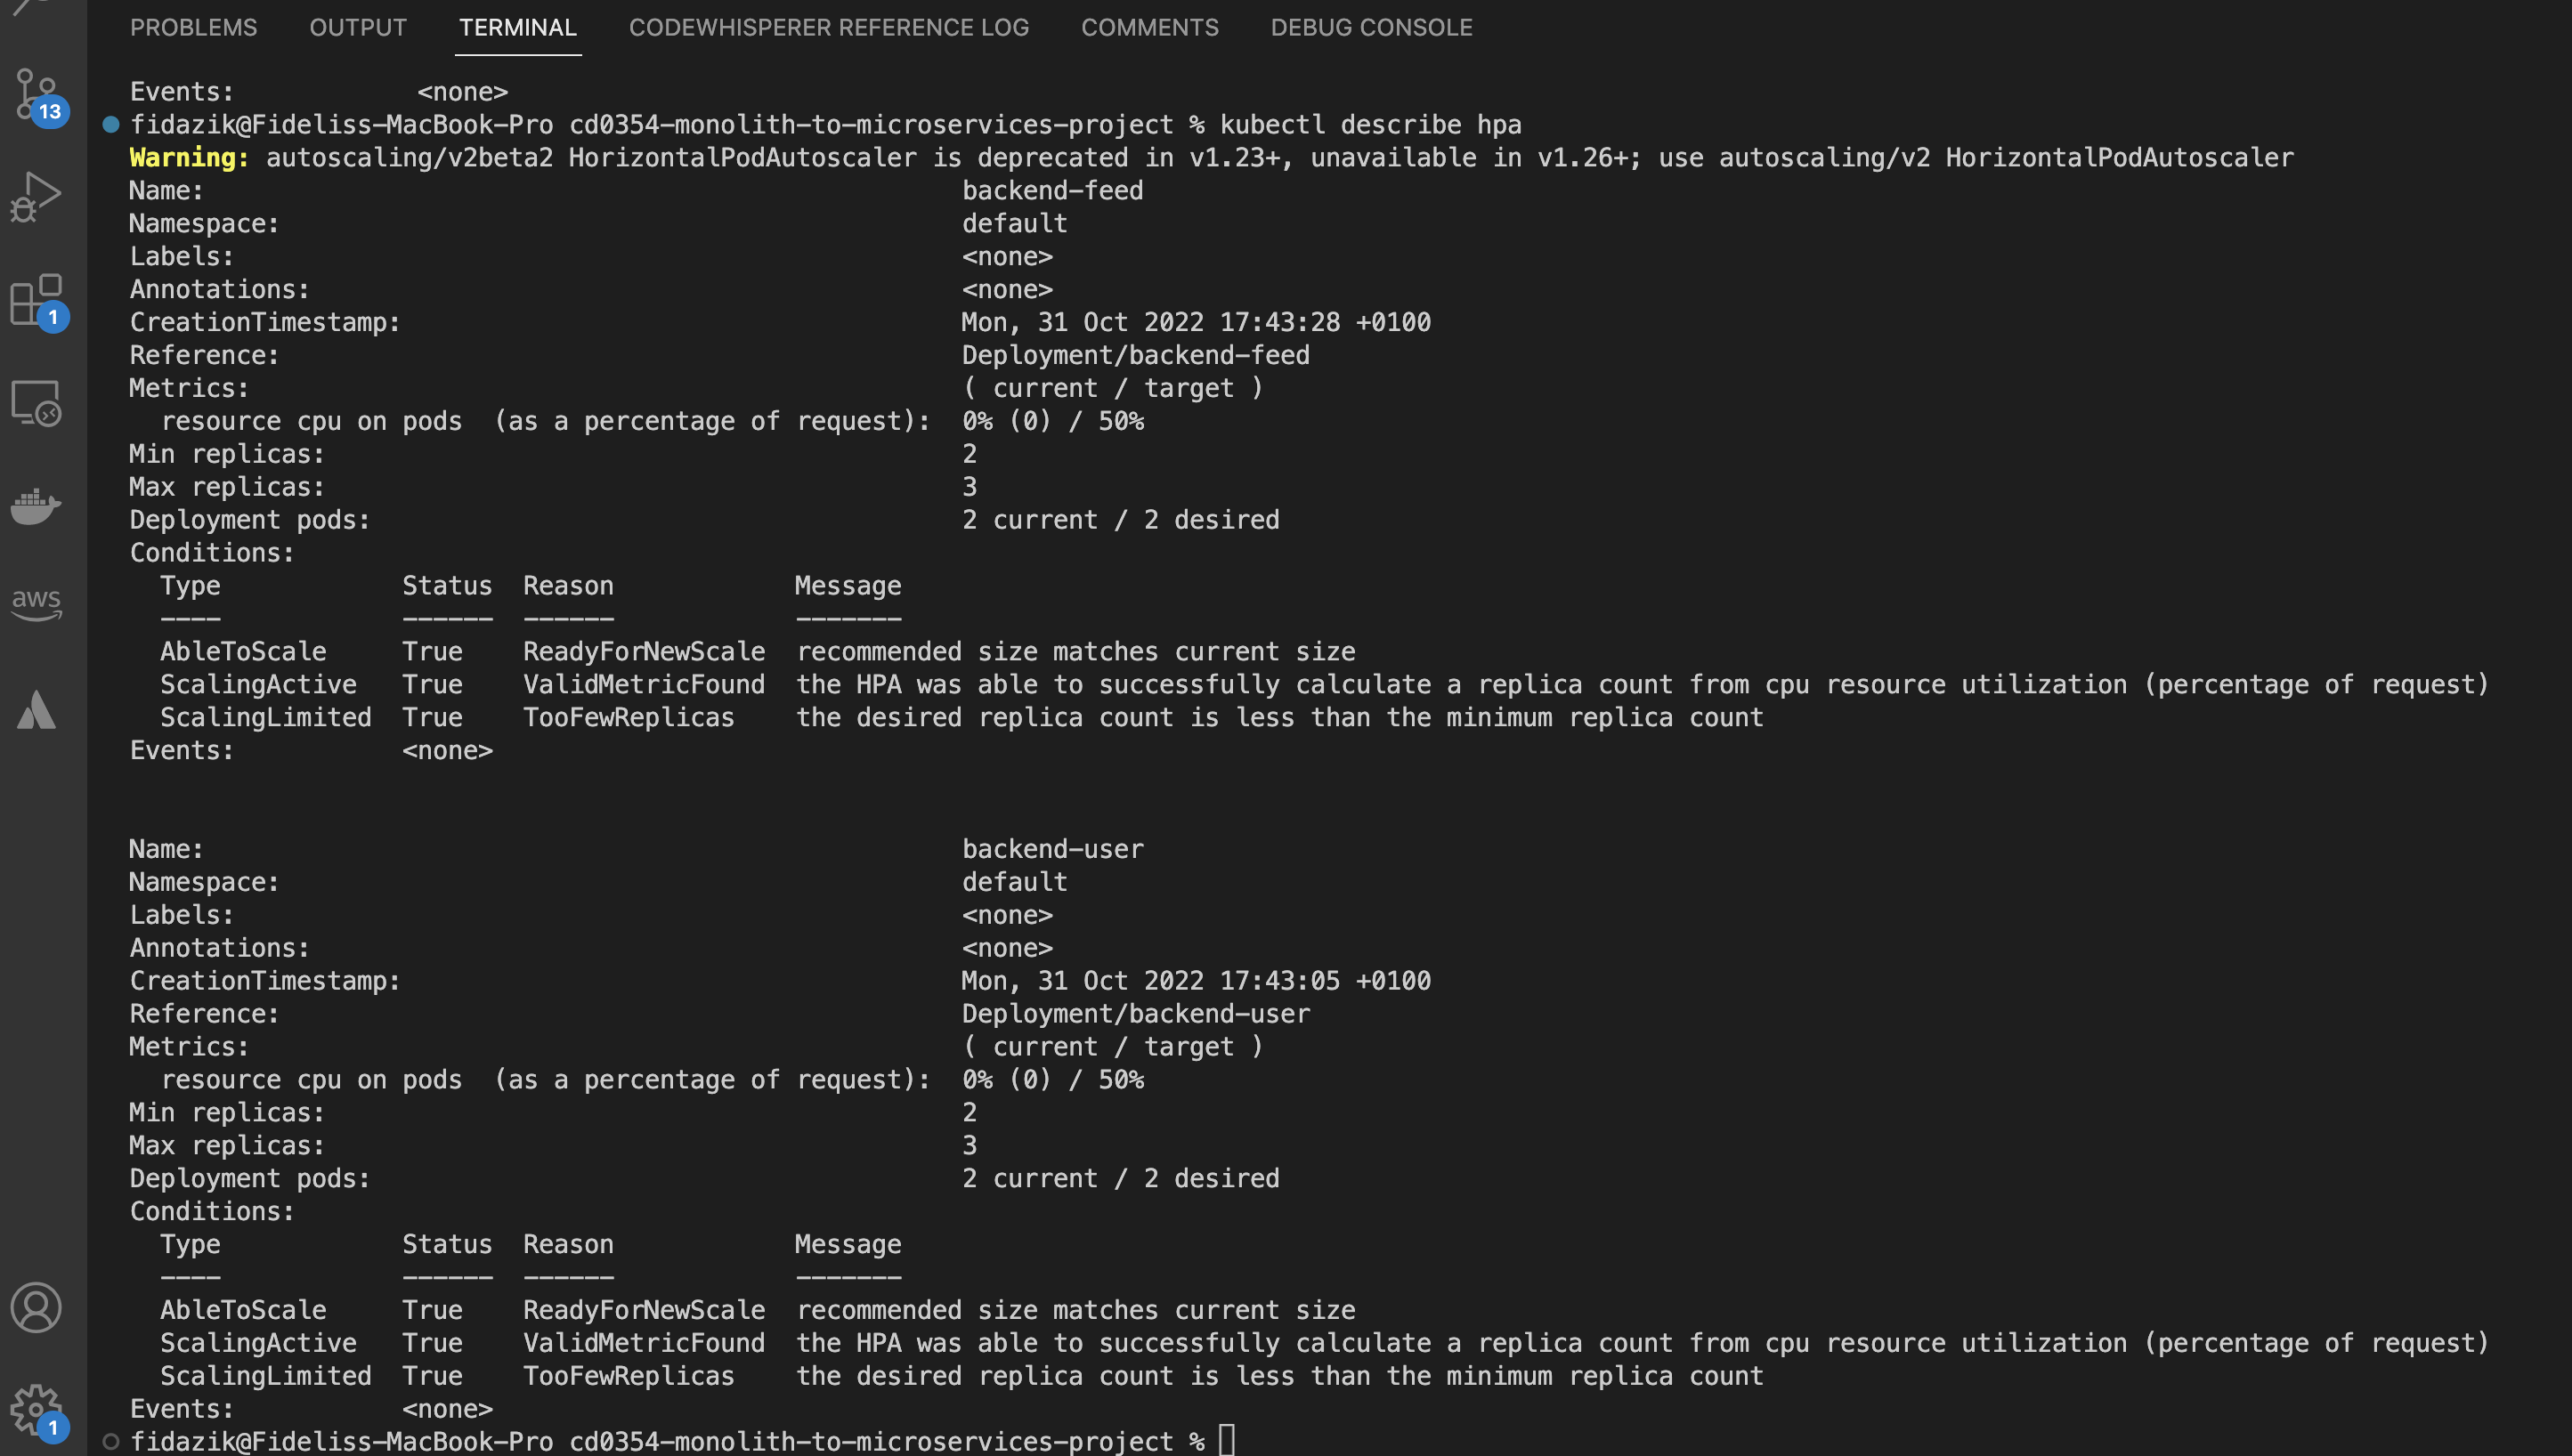 PROBLEMS OUTPUT TERMINAL CODEWHISPERER REFERENCE LOG COMMENTS DEBUG CONSOLE
Events: <none>
fidazik@Fideliss-MacBook-Pro cd0354-monolith-to-microservices-project % kubectl describe hpa
Warning: autoscaling/v2beta2 HorizontalPodAutoscaler is deprecated in v1.23+, unavailable in v1.26+; use autoscaling/v2 HorizontalPodAutoscaler
Name: backend-feed
Namespace: default
Labels: <none>
Annotations: <none>
CreationTimestamp: Mon, 31 Oct 2022 17:43:28 +0100
Reference: Deployment/backend-feed
Metrics: ( current / target )
resource cpu on pods (as a percentage of request): 0% (0) / 50%
Min replicas: 2
Max replicas: 3
Deployment pods: 2 current / 2 desired
Conditions:
Type Status Reason Message
---- ------ ------ -------
AbleToScale True ReadyForNewScale recommended size matches current size
ScalingActive True ValidMetricFound the HPA was able to successfully calculate a replica count from cpu resource utilization (percentage of request)
ScalingLimited True TooFewReplicas the desired replica count is less than the minimum replica count
Events: <none>
Name: backend-user
Namespace: default
Labels: <none>
Annotations: <none>
CreationTimestamp: Mon, 31 Oct 2022 17:43:05 +0100
Reference: Deployment/backend-user
Metrics: ( current / target )
resource cpu on pods (as a percentage of request): 0% (0) / 50%
Min replicas: 2
Max replicas: 3
Deployment pods: 2 current / 2 desired
Conditions:
Type Status Reason Message
---- ------ ------ -------
AbleToScale True ReadyForNewScale recommended size matches current size
ScalingActive True ValidMetricFound the HPA was able to successfully calculate a replica count from cpu resource utilization (percentage of request)
ScalingLimited True TooFewReplicas the desired replica count is less than the minimum replica count
Events: <none>
fidazik@Fideliss-MacBook-Pro cd0354-monolith-to-microservices-project %
13
1
aws
1